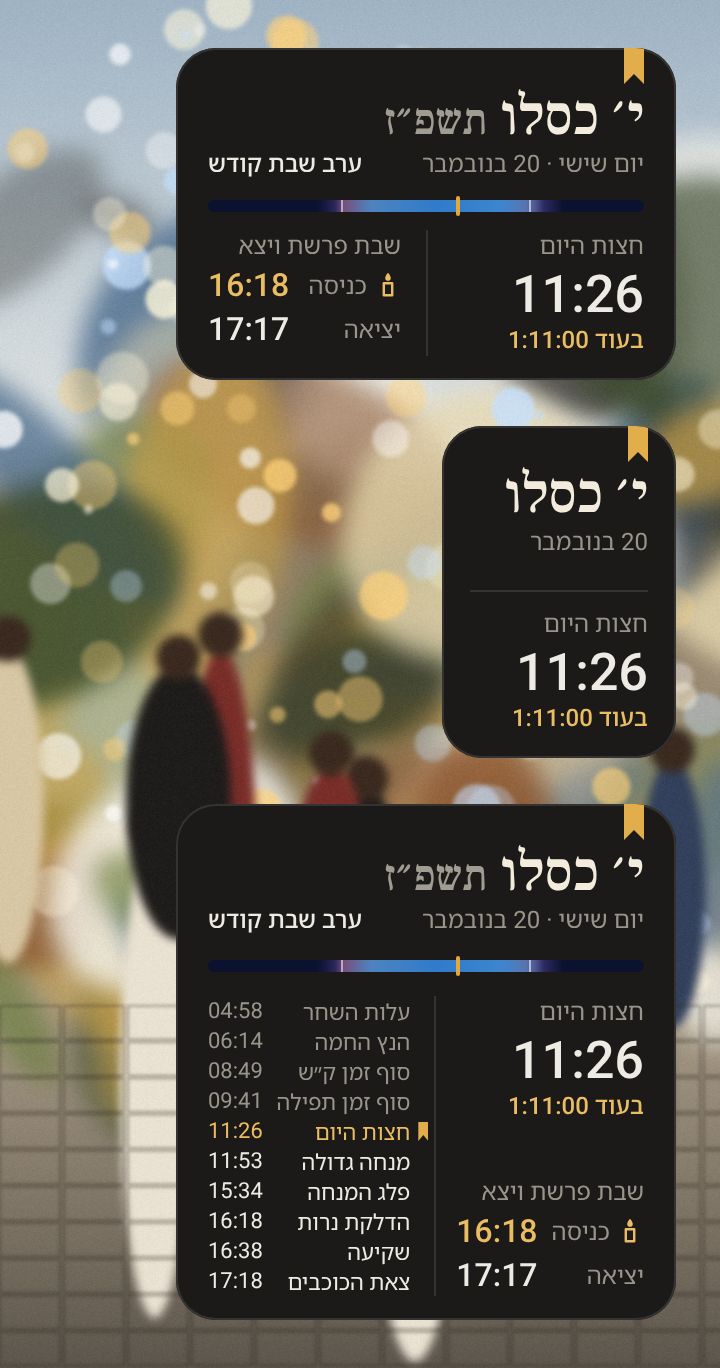 י׳ כסלו תשפ״ז
יום שישי · 20 בנובמבר
ערב שבת קודש
חצות היום
11:26
בעוד 1:11:00
שבת פרשת ויצא
כניסה 16:18
יציאה 17:17
י׳ כסלו
20 בנובמבר
חצות היום
11:26
בעוד 1:11:00
י׳ כסלו תשפ״ז
יום שישי · 20 בנובמבר
ערב שבת קודש
חצות היום
11:26
בעוד 1:11:00
שבת פרשת ויצא
כניסה 16:18
יציאה 17:17
עלות השחר 04:58
הנץ החמה 06:14
סוף זמן ק״ש 08:49
סוף זמן תפילה 09:41
חצות היום 11:26
מנחה גדולה 11:53
פלג המנחה 15:34
הדלקת נרות 16:18
שקיעה 16:38
צאת הכוכבים 17:18